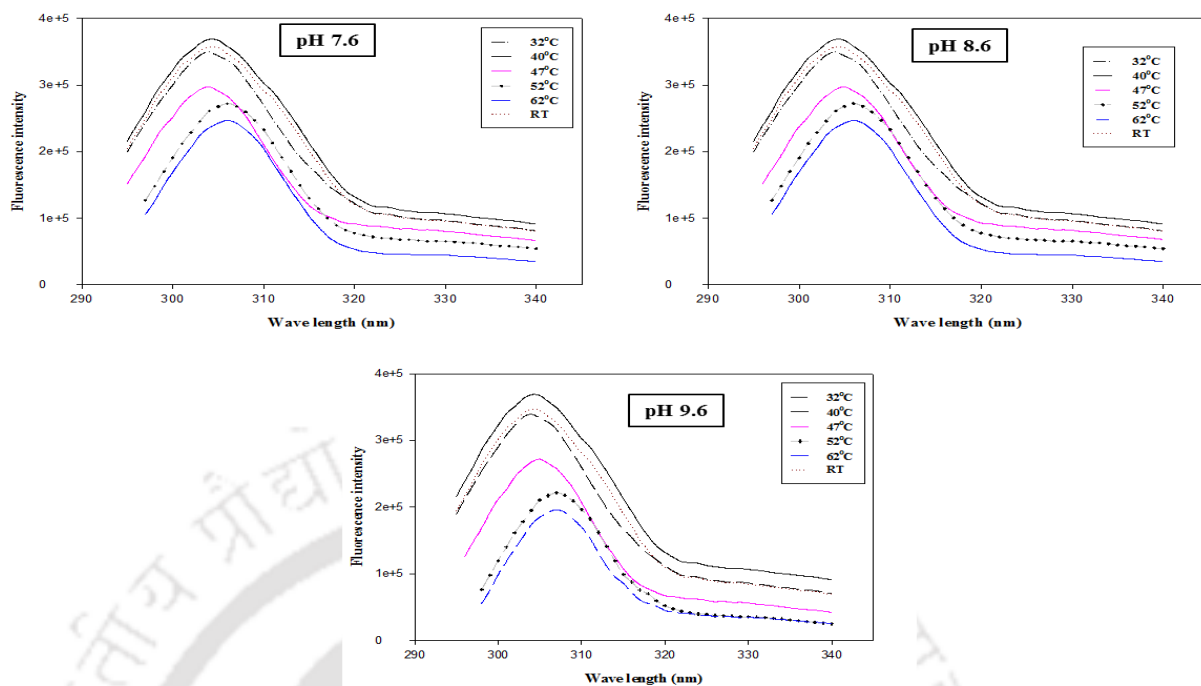 pH 7.6
4e+5
3e+5
2e+5
1e+5
0
Fluorescence intensity
290 300 310 320 330 340
Wave length (nm)
32°C
40°C
47°C
52°C
62°C
RT
pH 8.6
4e+5
3e+5
2e+5
1e+5
0
Fluorescence intensity
290 300 310 320 330 340
Wave length (nm)
32°C
40°C
47°C
52°C
62°C
RT
pH 9.6
4e+5
3e+5
2e+5
1e+5
0
Fluorescence intensity
290 300 310 320 330 340
Wave length (nm)
32°C
40°C
47°C
52°C
62°C
RT